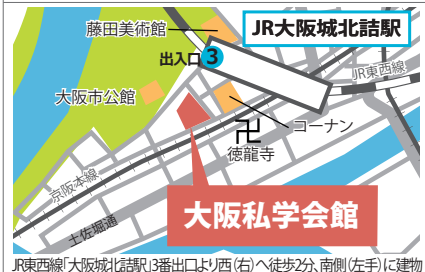 藤田美術館
JR大阪城北詰駅
出入口3
JR東西線
大阪市公館
コーナン
卍
徳龍寺
京阪本線
大阪私学会館
土佐堀通
JR東西線「大阪城北詰駅」3番出口より西(右)へ徒歩2分、南側(左手)に建物